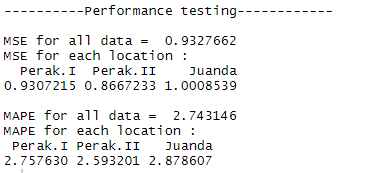 ----------Performance testing------------
MSE for all data =  0.9327662
MSE for each location :
  Perak.I  Perak.II    Juanda
0.9307215 0.8667233 1.0008539
MAPE for all data =  2.743146
MAPE for each location :
 Perak.I Perak.II   Juanda
2.757630 2.593201 2.878607